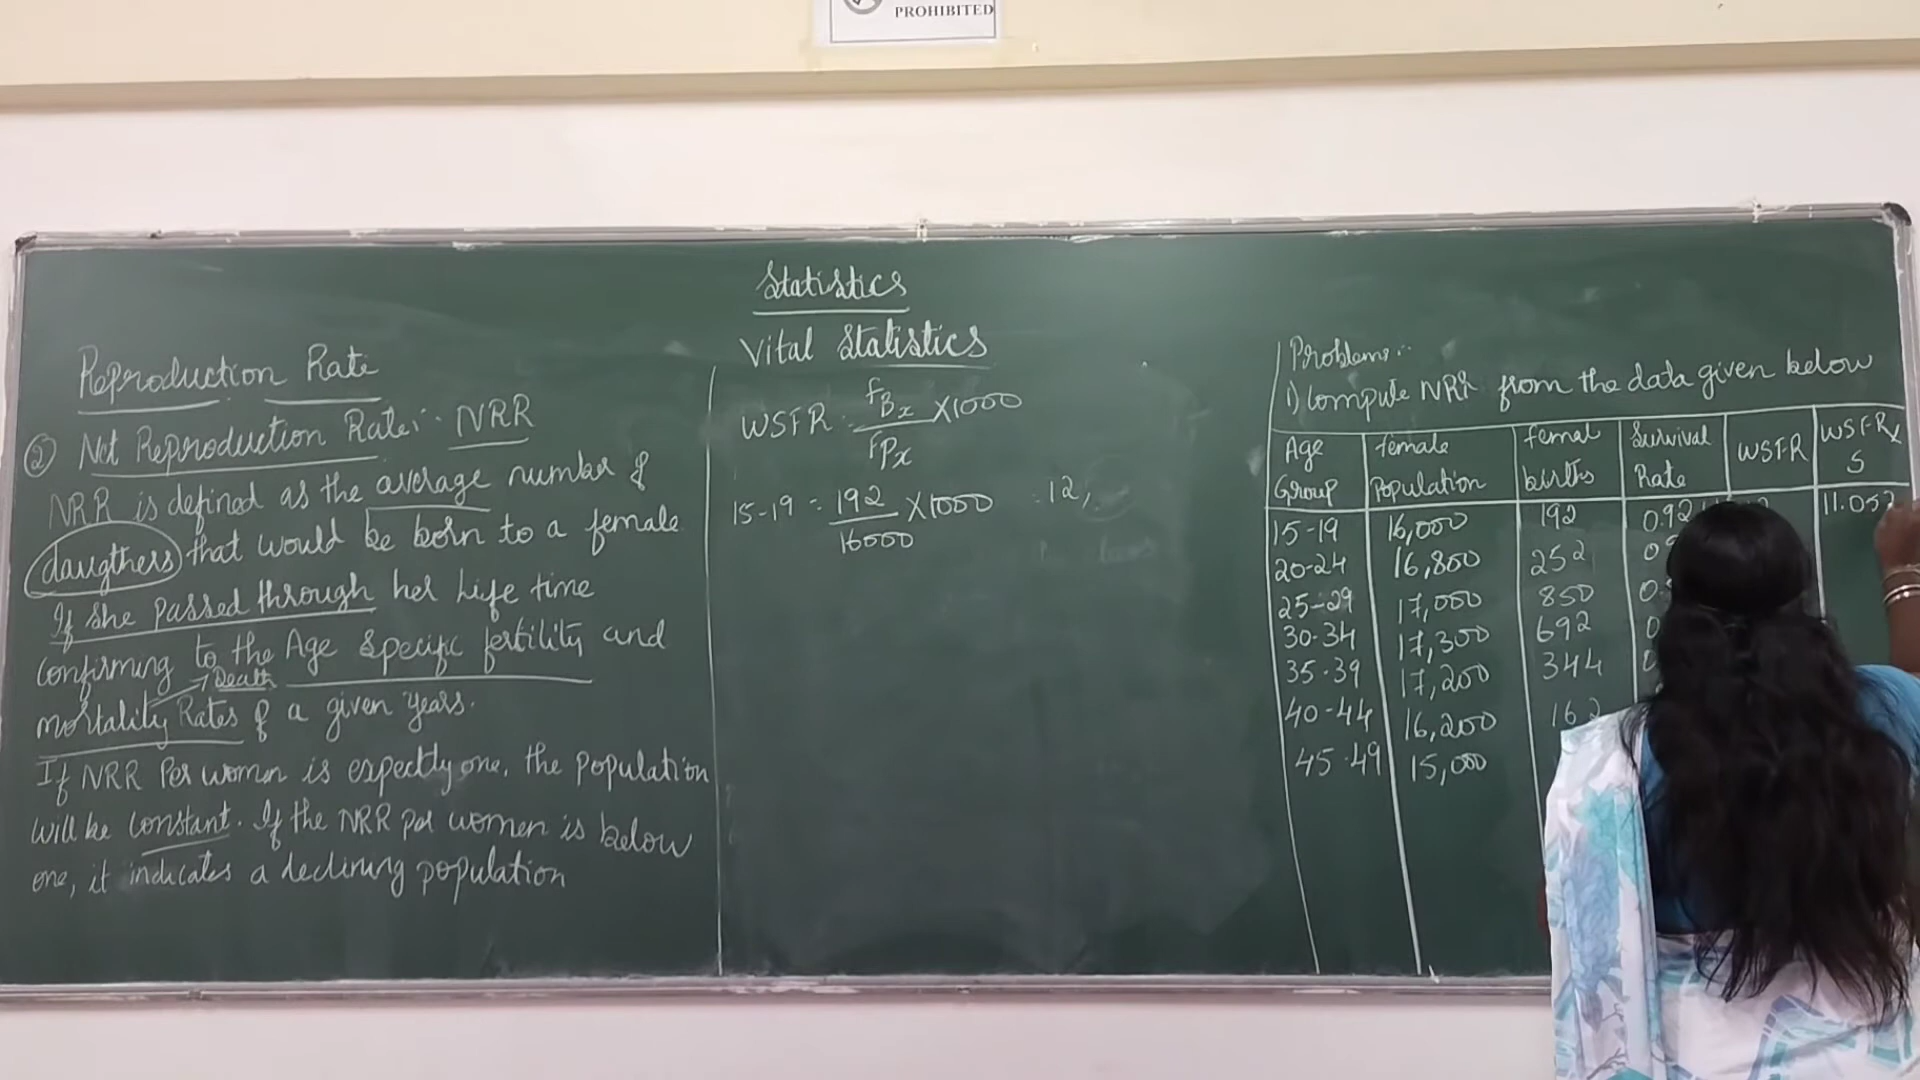 PROHIBITED
Statistics
Vital Statistics
Reproduction Rate
② Net Reproduction Rate:- NRR
NRR is defined as the average number of
daugthers that would be born to a female
If she passed through her Life time
confirming to the Age Specific fertility and
→ Death
mortality Rates of a given years.
If NRR Per women is expectly one, the population
will be constant. If the NRR per women is below
one, it indicates a declining population
WSFR = fBx / fPx X1000
15-19 = 192 / 16000 X1000 = 12,
Problems:-
1) Compute NRR from the data given below
Age Group female Population femal births Survival Rate WSFR WSFRx S
15-19 16,000 192 11.052
20-24 16,800 252
25-29 17,000 850
30-34 17,300 692
35-39 17,200 344
40-44 16,200 162
45-49 15,000